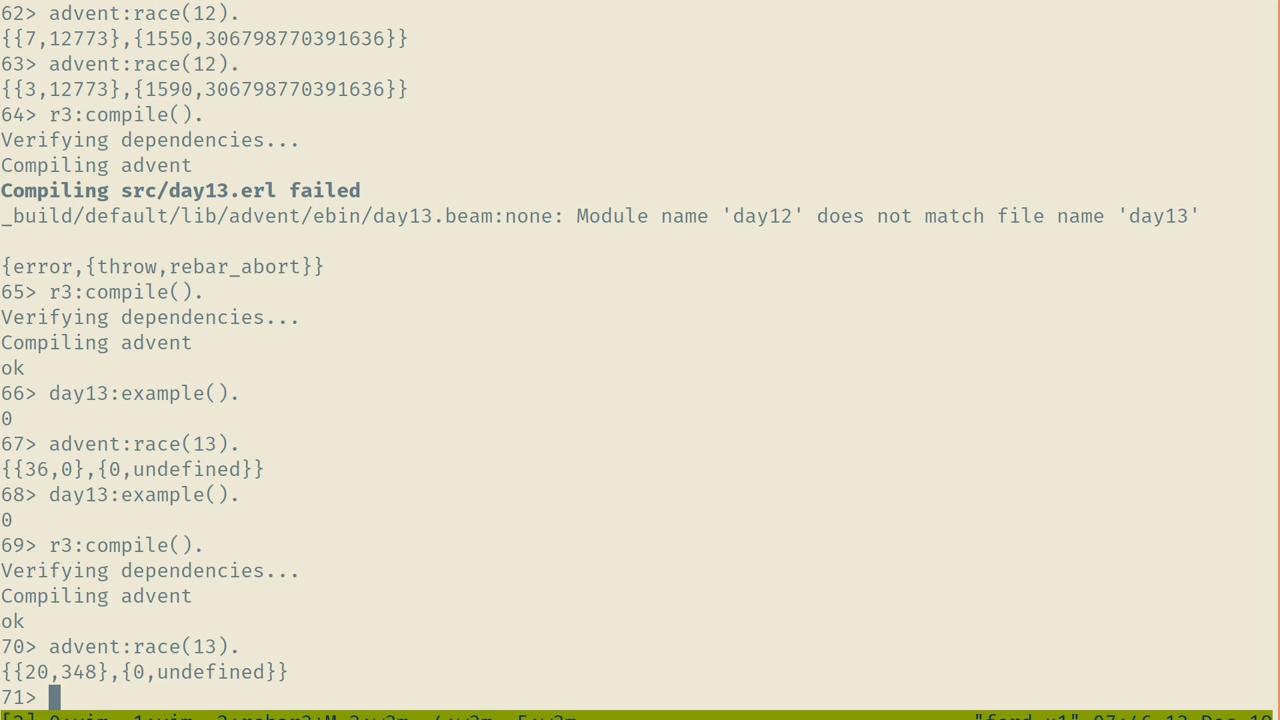 62> advent:race(12).
{{7,12773},{1550,306798770391636}}
63> advent:race(12).
{{3,12773},{1590,306798770391636}}
64> r3:compile().
Verifying dependencies...
Compiling advent
Compiling src/day13.erl failed
_build/default/lib/advent/ebin/day13.beam:none: Module name 'day12' does not match file name 'day13'
{error,{throw,rebar_abort}}
65> r3:compile().
Verifying dependencies...
Compiling advent
ok
66> day13:example().
0
67> advent:race(13).
{{36,0},{0,undefined}}
68> day13:example().
0
69> r3:compile().
Verifying dependencies...
Compiling advent
ok
70> advent:race(13).
{{20,348},{0,undefined}}
71>